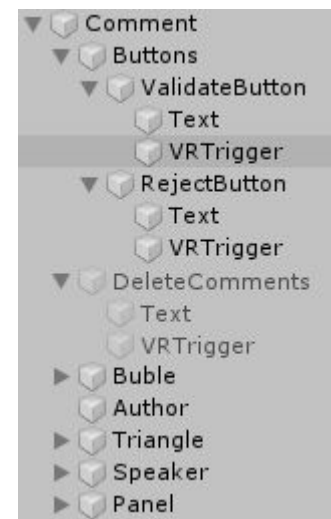 Comment
Buttons
ValidateButton
Text
VRTrigger
RejectButton
Text
VRTrigger
DeleteComments
Text
VRTrigger
Buble
Author
Triangle
Speaker
Panel